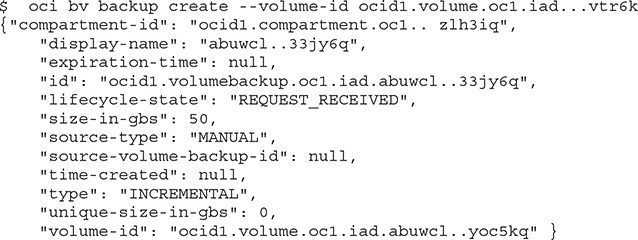 $  oci bv backup create --volume-id ocid1.volume.oc1.iad...vtr6k
{"compartment-id": "ocid1.compartment.oc1.. zlh3iq",
"display-name": "abuwcl..33jy6q",
"expiration-time": null,
"id": "ocid1.volumebackup.oc1.iad.abuwcl..33jy6q",
"lifecycle-state": "REQUEST_RECEIVED",
"size-in-gbs": 50,
"source-type": "MANUAL",
"source-volume-backup-id": null,
"time-created": null,
"type": "INCREMENTAL",
"unique-size-in-gbs": 0,
"volume-id": "ocid1.volume.oc1.iad.abuwcl..yoc5kq" }